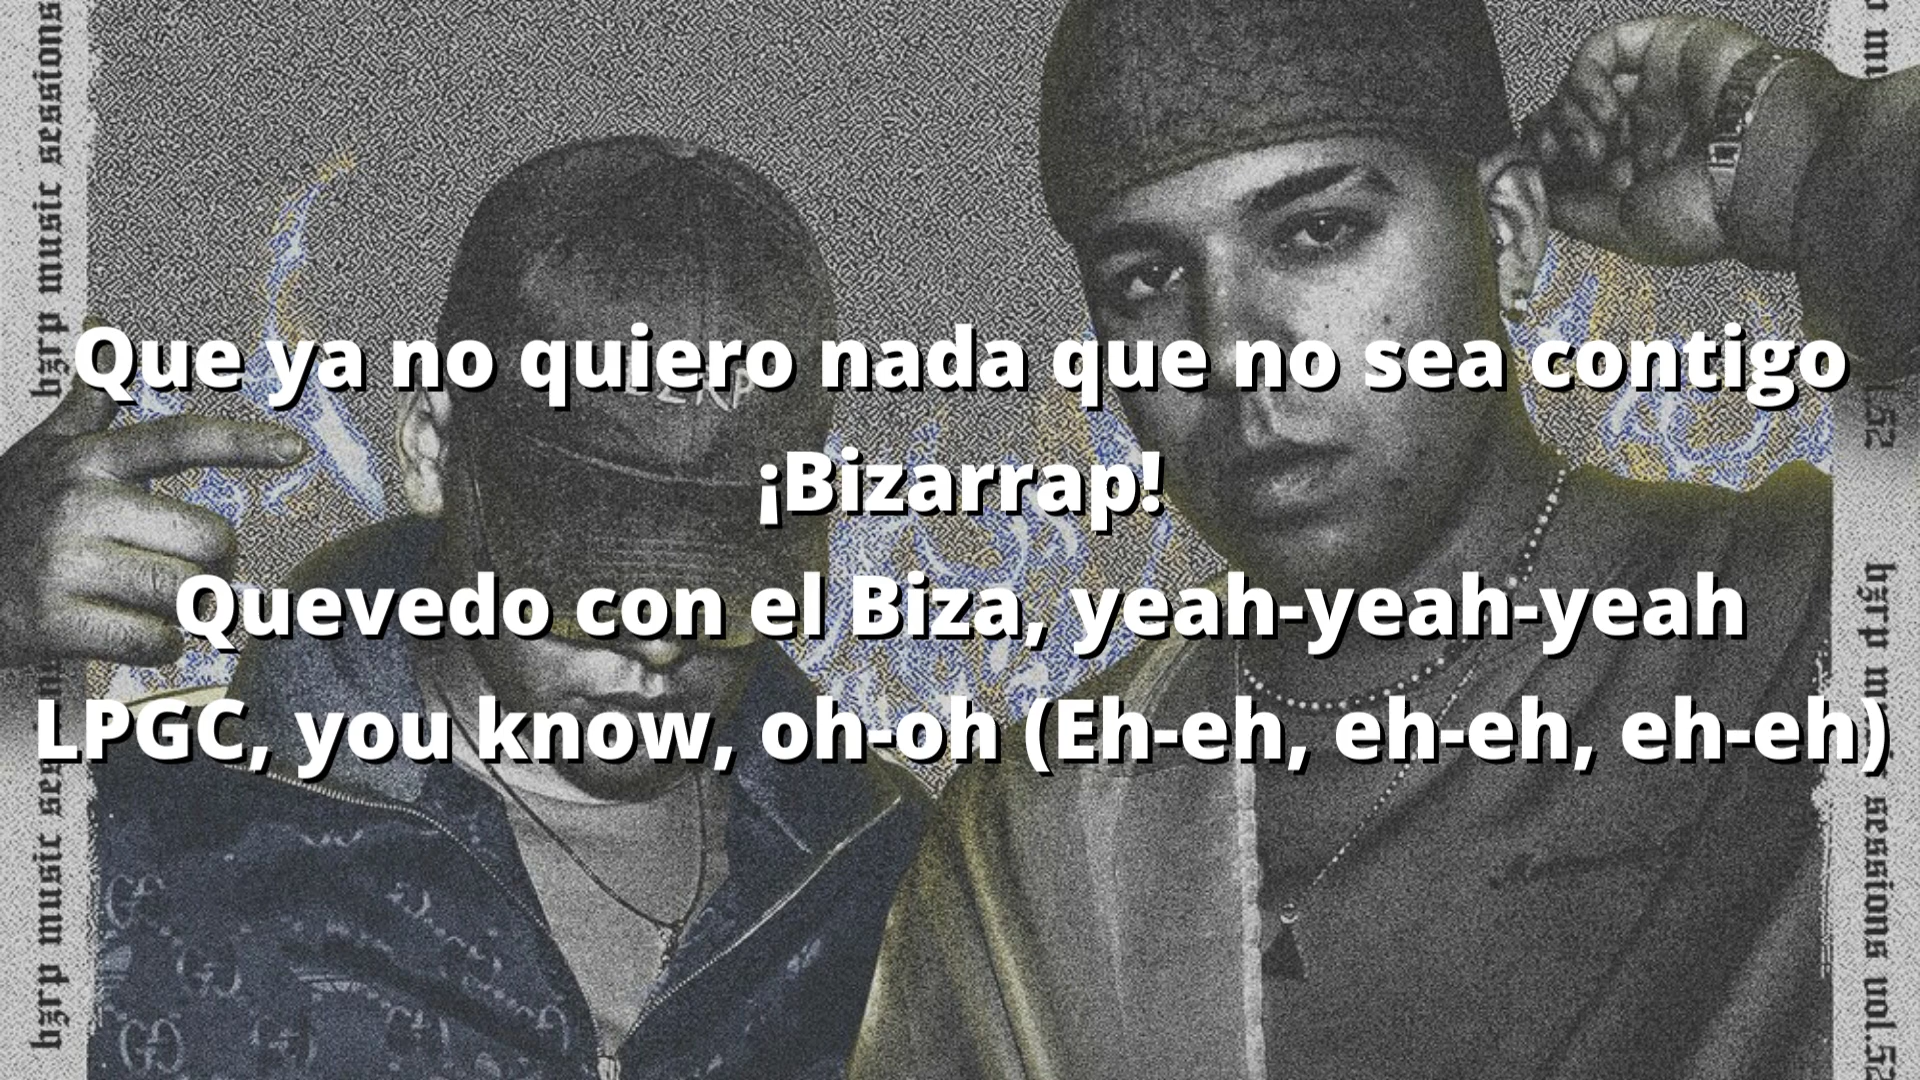 Que ya no quiero nada que no sea contigo
¡Bizarrap!
Quevedo con el Biza, yeah-yeah-yeah
LPGC, you know, oh-oh (Eh-eh, eh-eh, eh-eh)
bzrp music sessions
bzrp music
bzrp
sessions vol.52